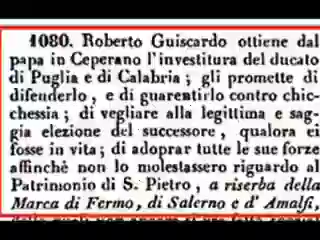 1080. Roberto Guiscardo ottiene dal
papa in Ceperano l'investitura del ducato
di Puglia e di Calabria; gli promette di
difenderlo, e di guarentirlo contro chic-
chessia; di vegliare alla legittima e sag-
gia elezione del successore, qualora ei
fosse in vita; di adoprar tutte le sue forze
affinchè non lo molestassero riguardo al
Patrimonio di S. Pietro, a riserba della
Marca di Fermo, di Salerno e d' Amalfi,